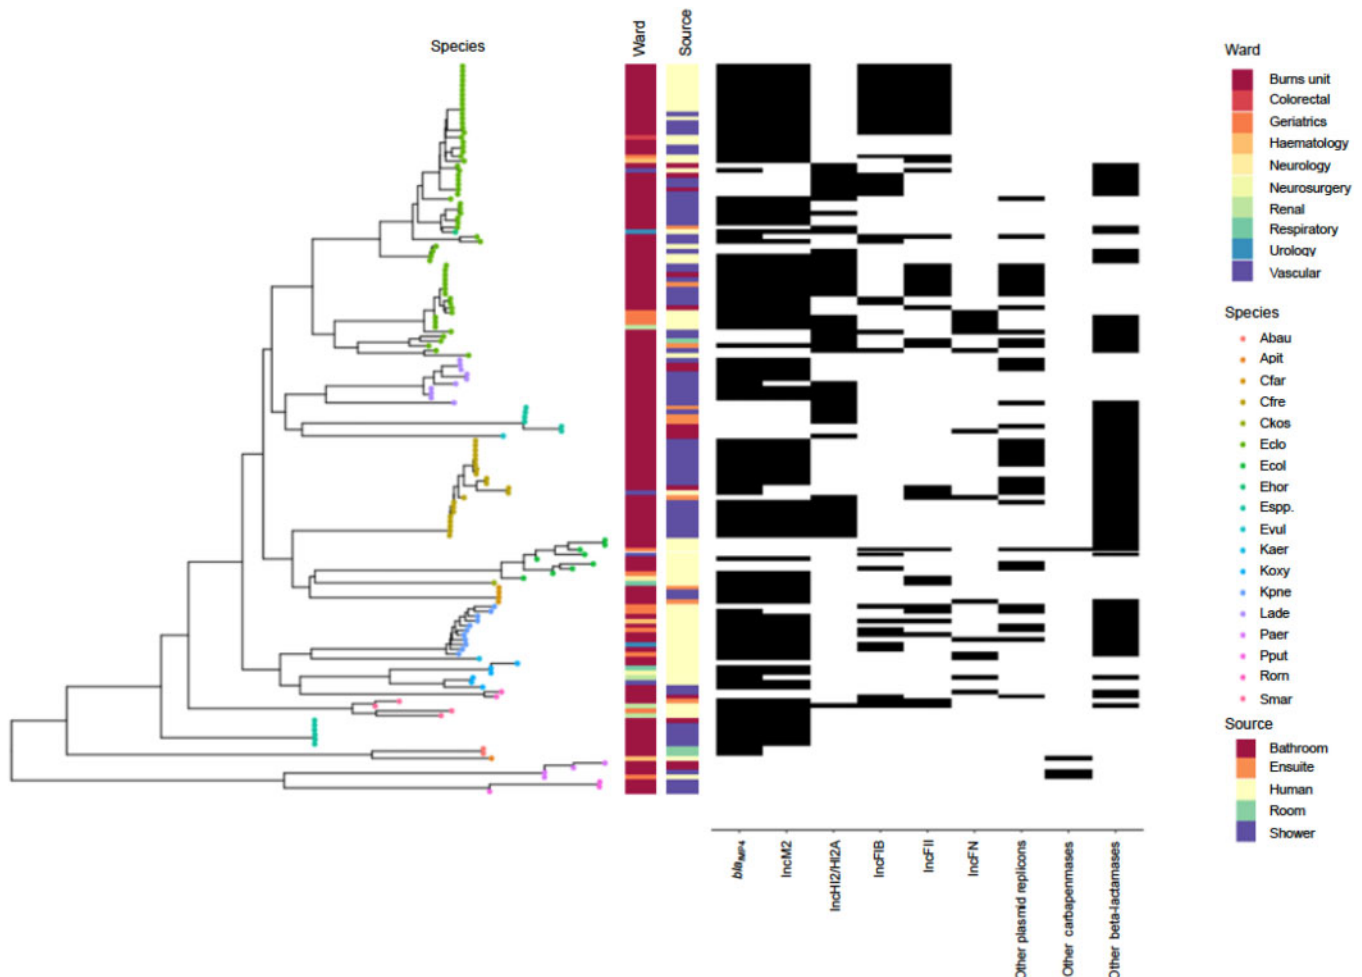 Species
Ward
Source
Ward
Burns unit
Colorectal
Geriatrics
Haematology
Neurology
Neurosurgery
Renal
Respiratory
Urology
Vascular
Species
Abau
Apit
Cfar
Cfre
Ckos
Eclo
Ecol
Ehor
Espp.
Evul
Kaer
Koxy
Kpne
Lade
Paer
Pput
Rorn
Smar
Source
Bathroom
Ensuite
Human
Room
Shower
blaIMP4
IncM2
IncHI2/HI2A
IncFIB
IncFII
IncFN
Other plasmid replicons
Other carbapenmases
Other beta-lactamases